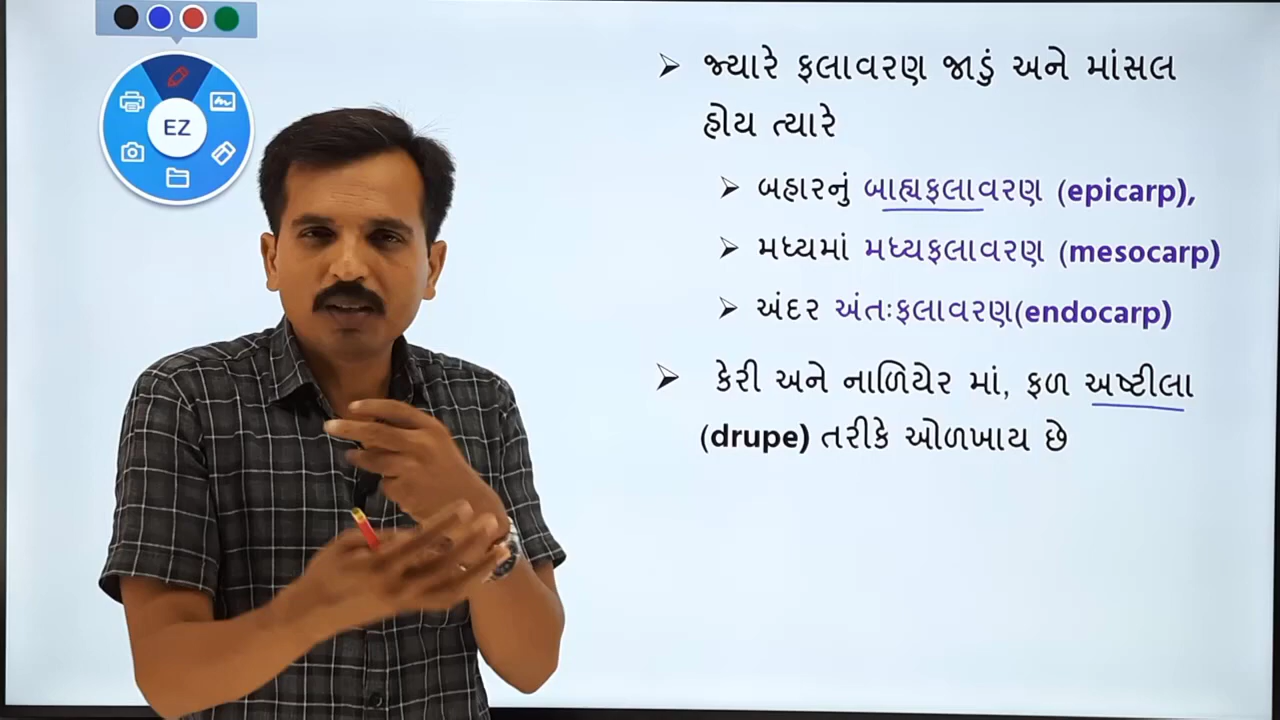 EZ
➤ જ્યારે ફલાવરણ જાડું અને માંસલ
હોય ત્યારે
➤ બહારનું બાહ્યફલાવરણ (epicarp),
➤ મધ્યમાં મધ્યફલાવરણ (mesocarp)
➤ અંદર અંતઃફલાવરણ(endocarp)
➤ કેરી અને નાળિયેર માં, ફળ અષ્ટીલા
(drupe) તરીકે ઓળખાય છે